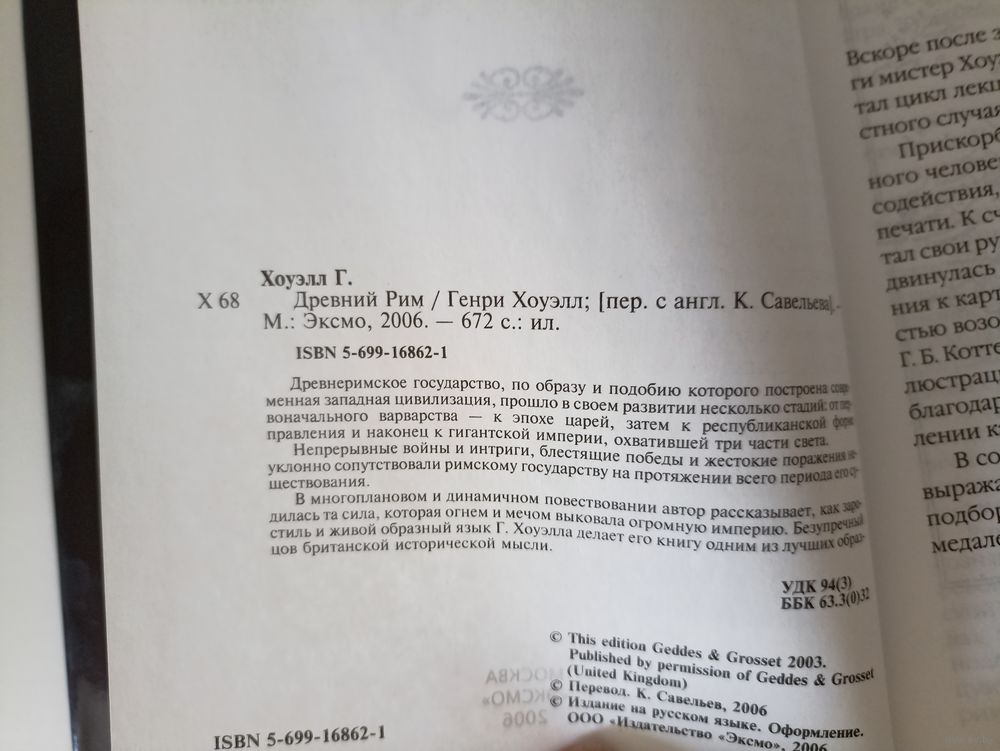 Хоуэлл Г.
Х 68 Древний Рим / Генри Хоуэлл; [пер. с англ. К. Савельева]. –
М.: Эксмо, 2006. — 672 с.: ил.
ISBN 5-699-16862-1
Древнеримское государство, по образу и подобию которого построена совре-
менная западная цивилизация, прошло в своем развитии несколько стадий: от пер-
воначального варварства — к эпохе царей, затем к республиканской форме
правления и наконец к гигантской империи, охватившей три части света.
Непрерывные войны и интриги, блестящие победы и жестокие поражения не-
уклонно сопутствовали римскому государству на протяжении всего периода его су-
ществования.
В многоплановом и динамичном повествовании автор рассказывает, как заро-
дилась та сила, которая огнем и мечом выковала огромную империю. Безупречный
стиль и живой образный язык Г. Хоуэлла делает его книгу одним из лучших образ-
цов британской исторической мысли.
УДК 94(3)
ББК 63.3(0)32
© This edition Geddes & Grosset 2003.
Published by permission of Geddes & Grosset
(United Kingdom)
© Перевод. К. Савельев, 2006
© Издание на русском языке. Оформление.
ООО «Издательство «Эксмо», 2006
ISBN 5-699-16862-1
МОСКВА
«ЭКСМО»
2006
Вскоре после
ги мистер Хоу
тал цикл лекц
стного случа
Прискорб
ного челове
содействия,
печати. К сч
тал свои ру
двинулась
ния к карт
стью возо
Г. Б. Котте
люстрац
благодар
лении к
В со
выража
подбор
медале